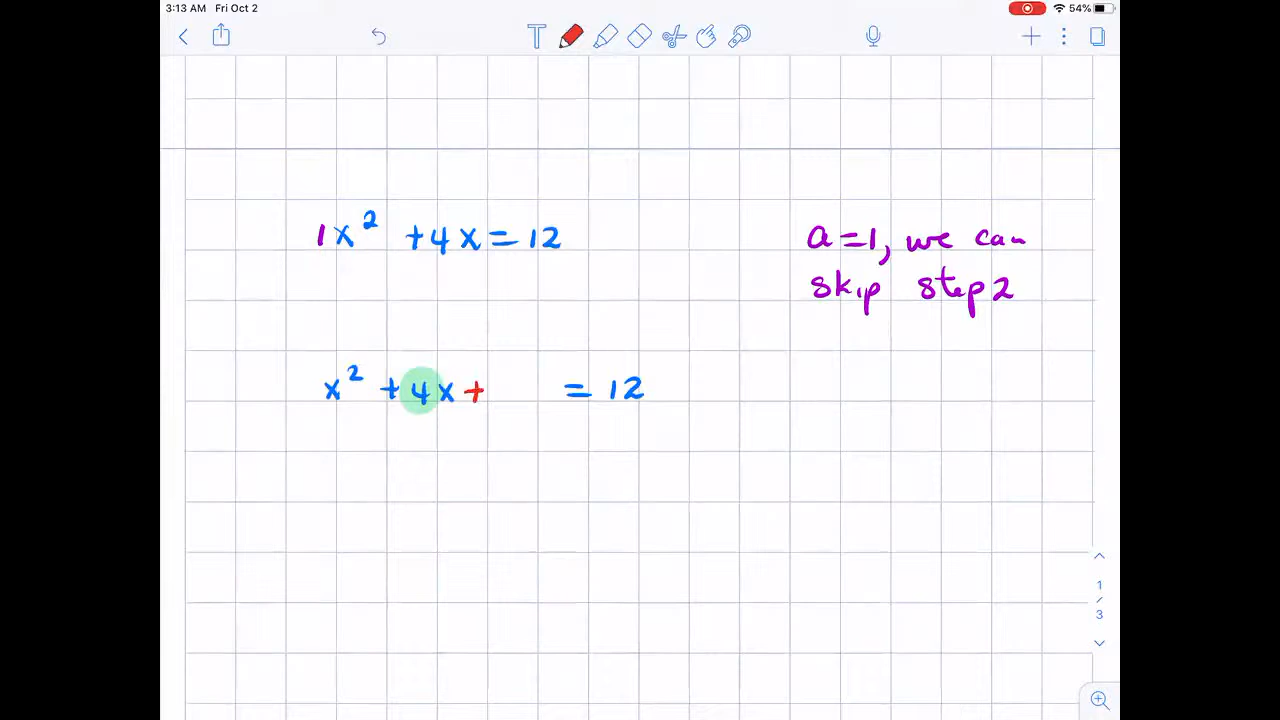 3:13 AM Fri Oct 2
54%
T
1x² +4x=12
a=1, we can
skip step 2
x² +4x+ = 12
1
/
3